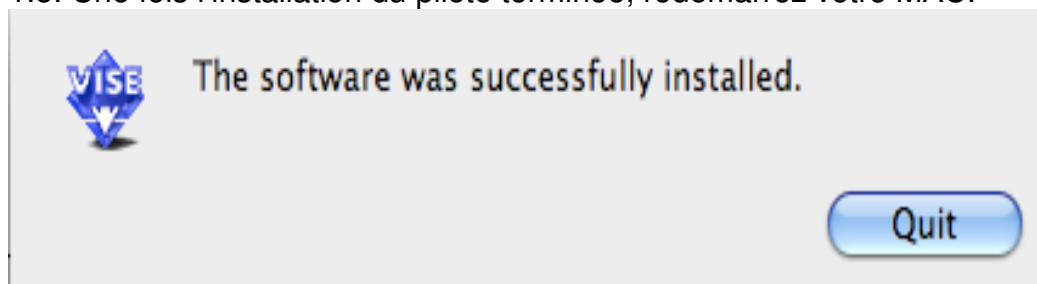 Une fois l'installation du pilote terminée, redémarrez votre MAC.
VISE
The software was successfully installed.
Quit